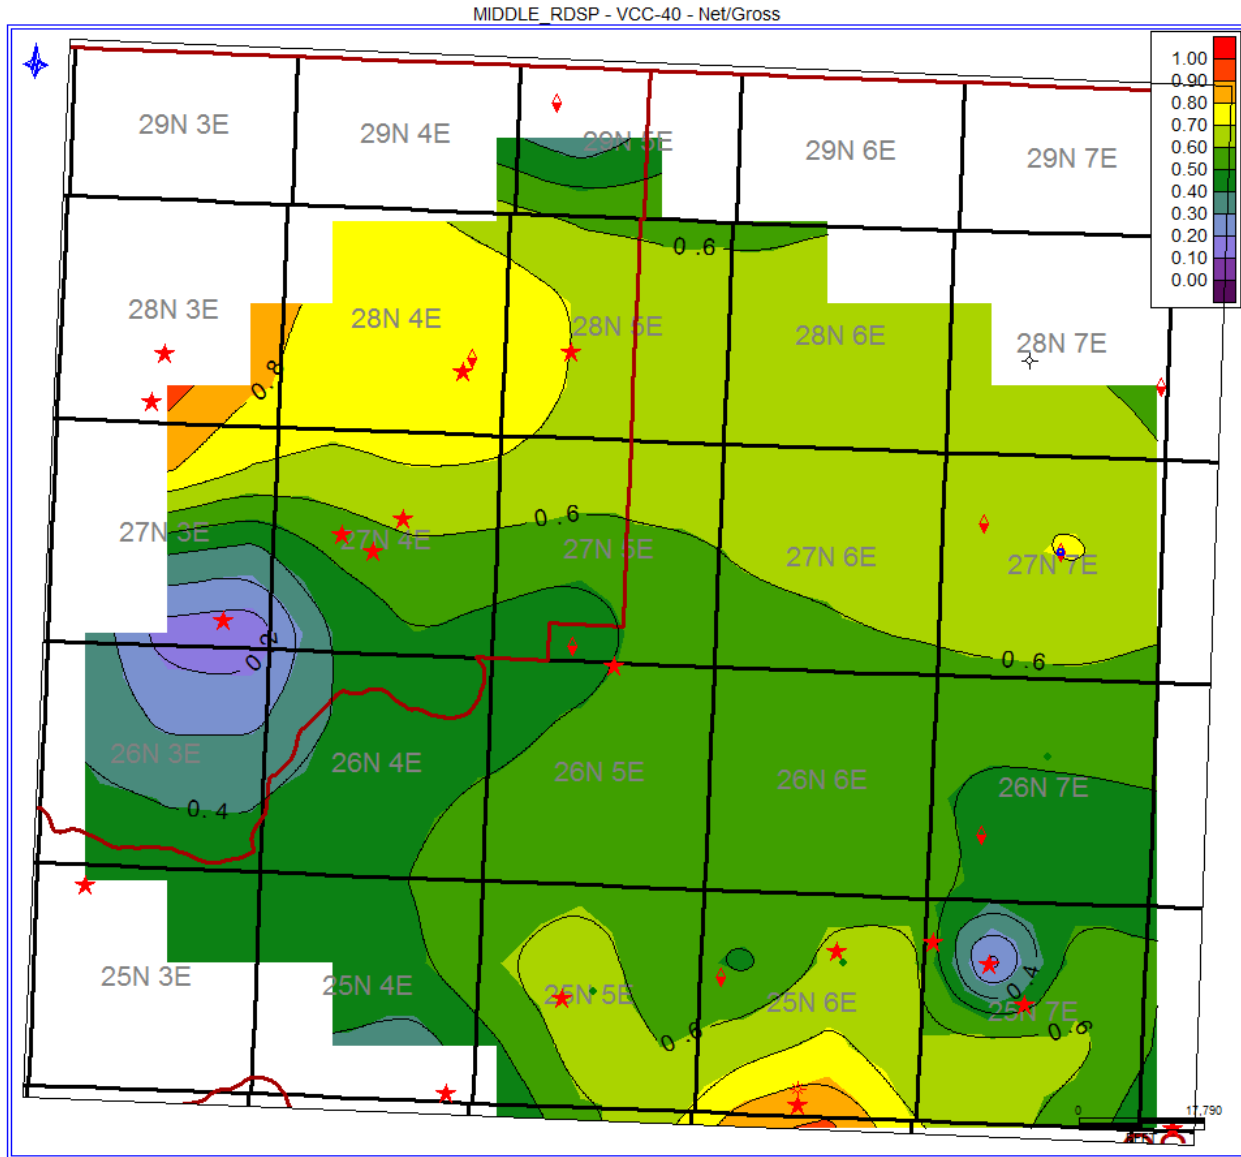 MIDDLE_RDSP - VCC-40 - Net/Gross
1.00
0.90
0.80
0.70
0.60
0.50
0.40
0.30
0.20
0.10
0.00
29N 3E
29N 4E
29N 5E
29N 6E
29N 7E
0.6
28N 3E
28N 4E
28N 5E
28N 6E
28N 7E
0.8
27N 3E
27N 4E
0.6
27N 5E
27N 6E
27N 7E
0.2
0.6
26N 3E
26N 4E
26N 5E
26N 6E
26N 7E
0.4
25N 3E
25N 4E
25N 5E
25N 6E
25N 7E
0.4
0.6
0.6
0
17,790